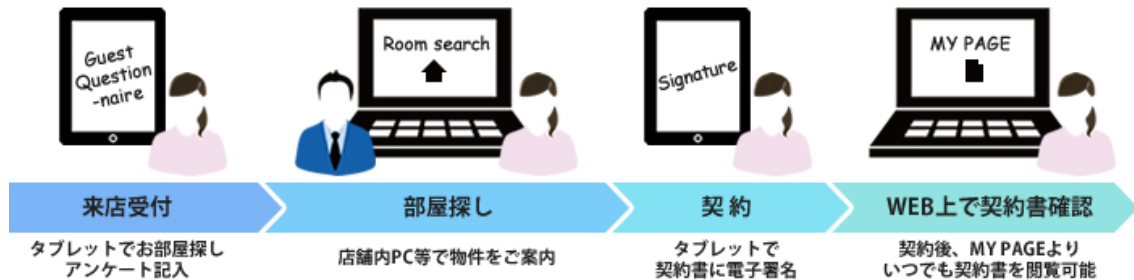 Guest
Question
-naire
Room search
Signature
MY PAGE
来店受付
部屋探し
契 約
WEB上で契約書確認
タブレットでお部屋探し
アンケート記入
店舗内PC等で物件をご案内
タブレットで
契約書に電子署名
契約後、MY PAGEより
いつでも契約書を閲覧可能